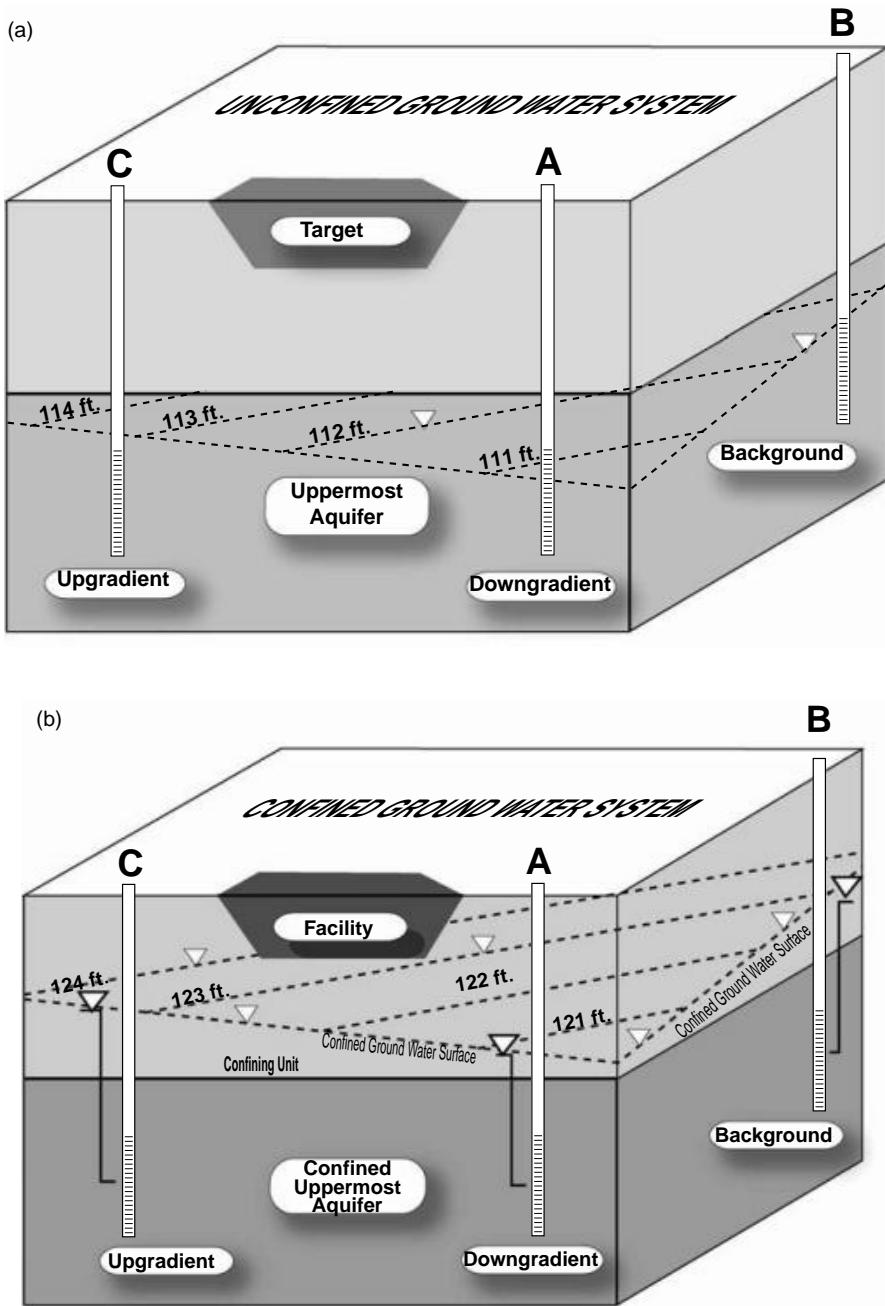 (a)
B
UNCONFINED GROUND WATER SYSTEM
C
A
Target
114 ft.
113 ft.
112 ft.
111 ft.
Background
Uppermost
Aquifer
Upgradient
Downgradient
(b)
B
CONFINED GROUND WATER SYSTEM
C
A
Facility
124 ft.
123 ft.
122 ft.
121 ft.
Confined Ground Water Surface
Confined Ground Water Surface
Confining Unit
Background
Confined
Uppermost
Aquifer
Upgradient
Downgradient